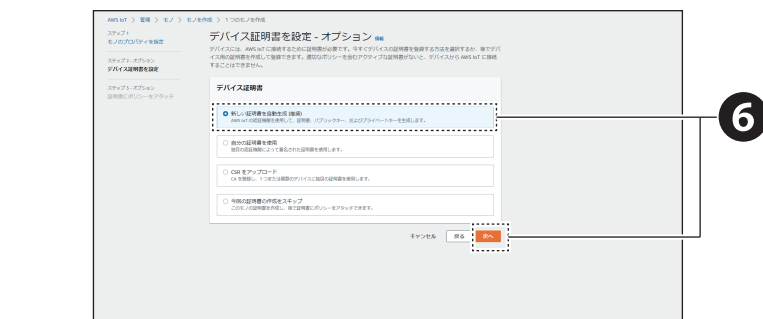 AWS IoT > 管理 > モノ > モノを作成 > 1 つのモノを作成
ステップ 1
モノのプロパティを指定
ステップ 2 - オプション
デバイス証明書を設定
ステップ 3 - オプション
証明書にポリシーをアタッチ
デバイス証明書を設定 - オプション 情報
デバイスには、AWS IoT に接続するために証明書が必要です。今すぐデバイスの証明書を登録する方法を選択するか、後でデバ
イス用の証明書を作成して登録できます。適切なポリシーを含むアクティブな証明書がないと、デバイスから AWS IoT に接続
することはできません。
デバイス証明書
新しい証明書を自動生成 (推奨)
AWS IoT の認証機関を使用して、証明書、パブリックキー、およびプライベートキーを生成します。
自分の証明書を使用
独自の認証機関によって署名された証明書を使用します。
CSR をアップロード
CA を登録し、1 つまたは複数のデバイスに独自の証明書を使用します。
今回の証明書の作成をスキップ
このモノの証明書を作成し、後で証明書にポリシーをアタッチできます。
キャンセル 戻る 次へ
6